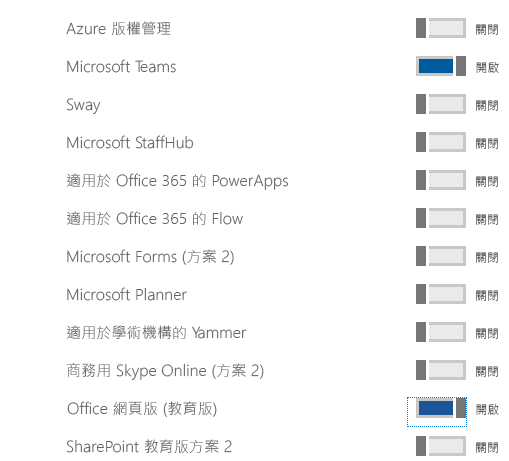 Azure 版權管理 關閉
Microsoft Teams 開啟
Sway 關閉
Microsoft StaffHub 關閉
適用於 Office 365 的 PowerApps 關閉
適用於 Office 365 的 Flow 關閉
Microsoft Forms (方案 2) 關閉
Microsoft Planner 關閉
適用於學術機構的 Yammer 關閉
商務用 Skype Online (方案 2) 關閉
Office 網頁版 (教育版) 開啟
SharePoint 教育版方案 2 關閉